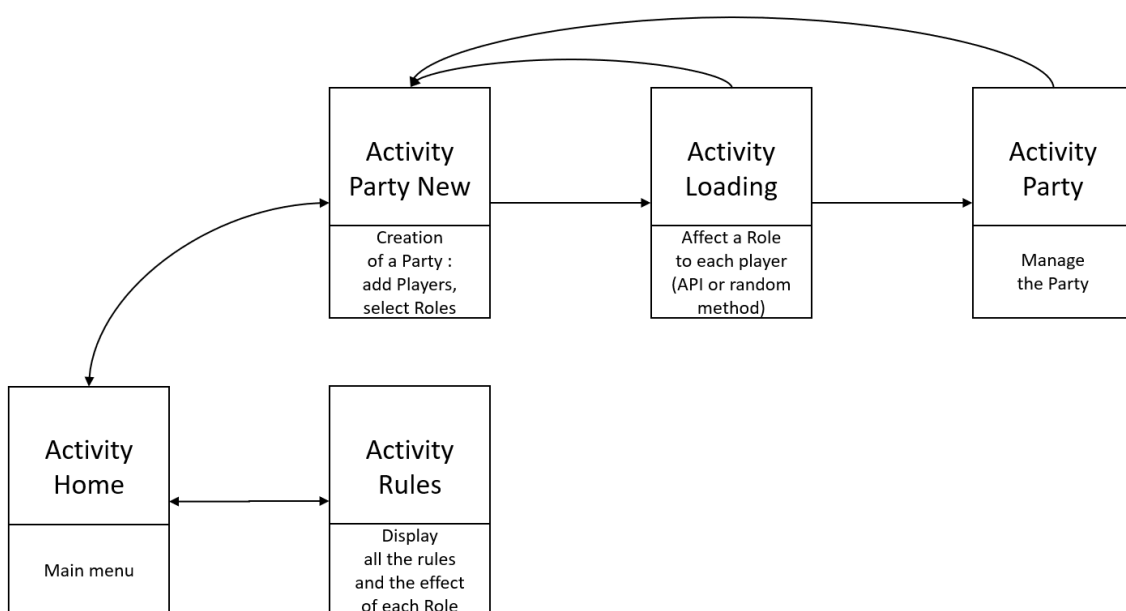 Activity
Party New
Creation
of a Party :
add Players,
select Roles
Activity
Loading
Affect a Role
to each player
(API or random
method)
Activity
Party
Manage
the Party
Activity
Home
Main menu
Activity
Rules
Display
all the rules
and the effect
of each Role